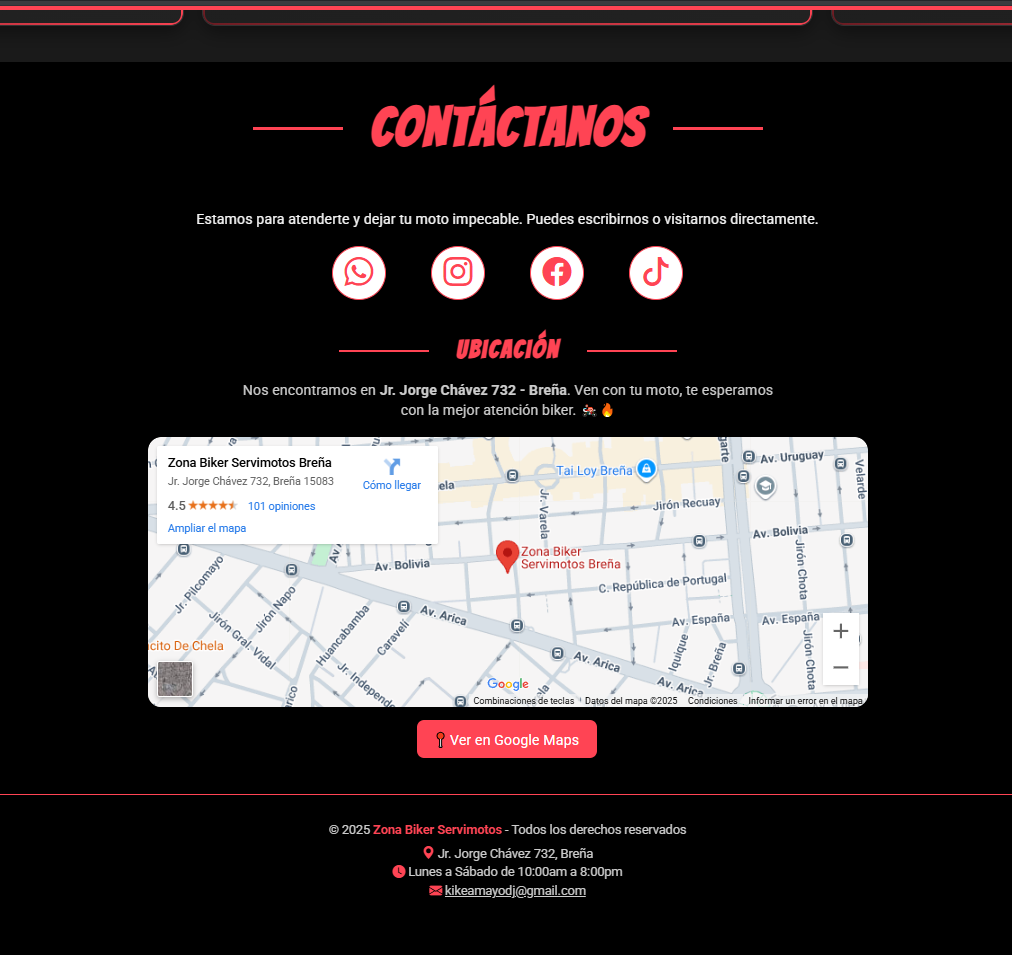 CONTÁCTANOS
Estamos para atenderte y dejar tu moto impecable. Puedes escribirnos o visitarnos directamente.
UBICACIÓN
Nos encontramos en Jr. Jorge Chávez 732 - Breña. Ven con tu moto, te esperamos
con la mejor atención biker. 🏍️🔥
Zona Biker Servimotos Breña
Jr. Jorge Chávez 732, Breña 15083
4.5 ★★★★★ 101 opiniones
Ampliar el mapa
Cómo llegar
Tai Loy Breña
Av. Uruguay
Velarde
Jr. Varela
Jirón Recuay
Zona Biker
Servimotos Breña
Av. Bolivia
Av. Bolivia
Jirón Chota
C. República de Portugal
Jr. Pilcomayo
Jirón Napo
Av. España
Av. España
Av. Arica
Huancabamba
Caraveli
Jirón Gral. Vidal
Iquique
Jr. Breña
Jirón Chota
Av. Arica
Av. Arica
Jr. Indepen
cito De Chela
Google
Combinaciones de teclas
Datos del mapa ©2025
Condiciones
Informar un error en el mapa
Ver en Google Maps
© 2025 Zona Biker Servimotos - Todos los derechos reservados
Jr. Jorge Chávez 732, Breña
Lunes a Sábado de 10:00am a 8:00pm
kikeamayodj@gmail.com